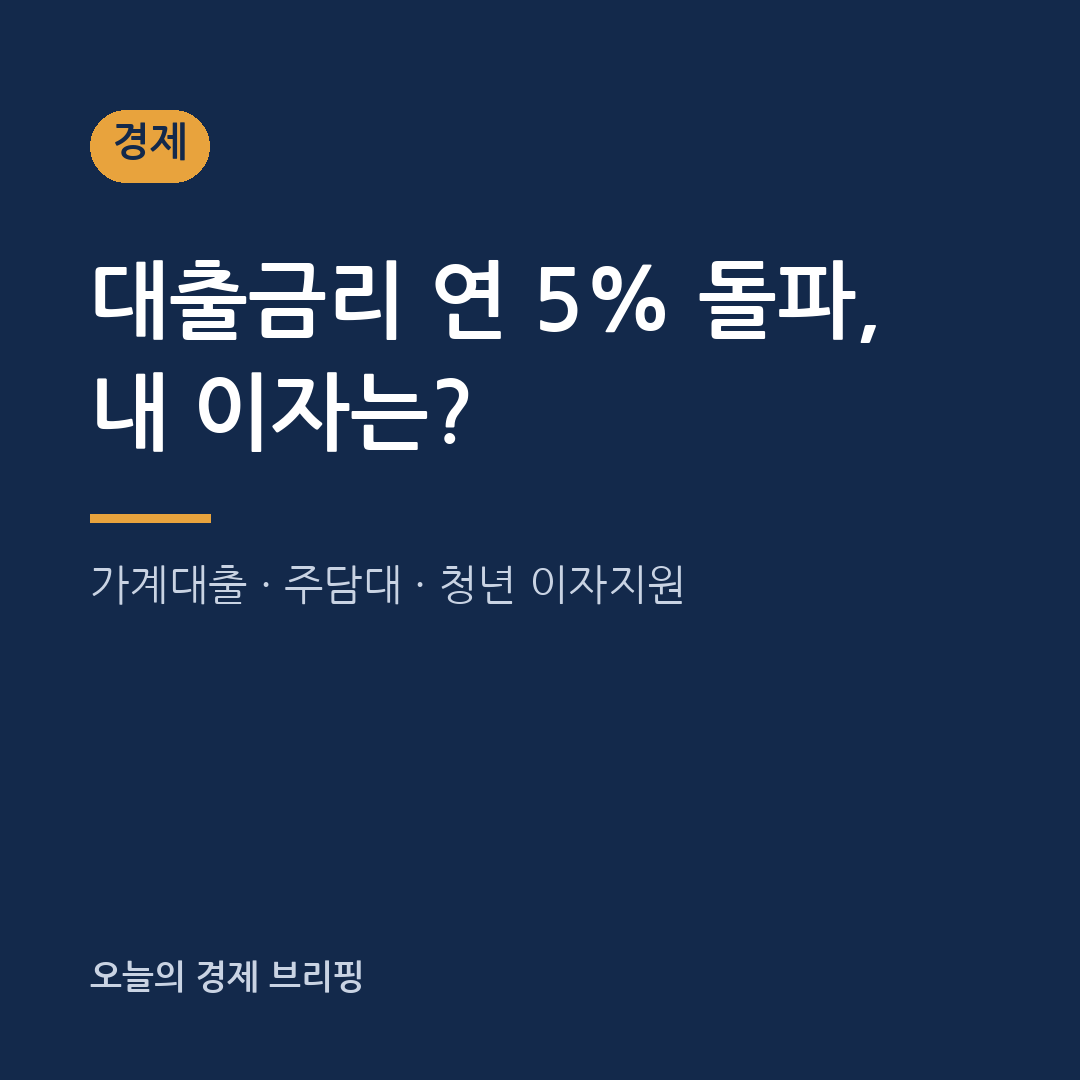 경제
대출금리 연 5% 돌파,
내 이자는?
가계대출 · 주담대 · 청년 이자지원
오늘의 경제 브리핑